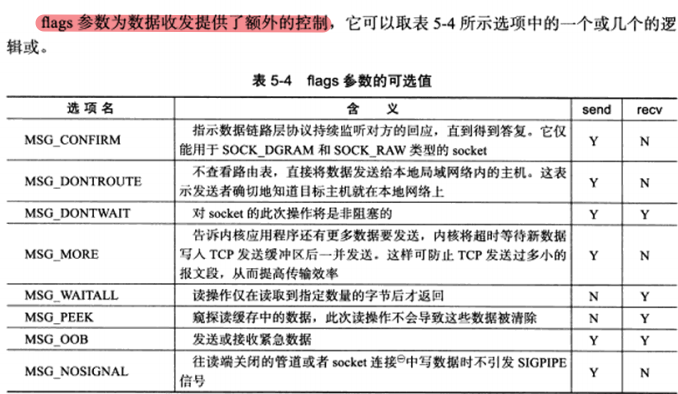 flags 参数为数据收发提供了额外的控制，它可以取表 5-4 所示选项中的一个或几个的逻
辑或。
表 5-4 flags 参数的可选值
选项名 含 义 send recv
MSG_CONFIRM 指示数据链路层协议持续监听对方的回应，直到得到答复。它仅 Y N
能用于 SOCK_DGRAM 和 SOCK_RAW 类型的 socket
MSG_DONTROUTE 不查看路由表，直接将数据发送给本地局域网络内的主机。这表 Y N
示发送者确切地知道目标主机就在本地网络上
MSG_DONTWAIT 对 socket 的此次操作将是非阻塞的 Y Y
告诉内核应用程序还有更多数据要发送，内核将超时等待新数据
MSG_MORE 写入 TCP 发送缓冲区后一并发送。这样可防止 TCP 发送过多小的 Y N
报文段，从而提高传输效率
MSG_WAITALL 读操作仅在读取到指定数量的字节后才返回 N Y
MSG_PEEK 窥探读缓存中的数据，此次读操作不会导致这些数据被清除 N Y
MSG_OOB 发送或接收紧急数据 Y Y
MSG_NOSIGNAL 往读端关闭的管道或者 socket 连接㊀中写数据时不引发 SIGPIPE Y N
信号